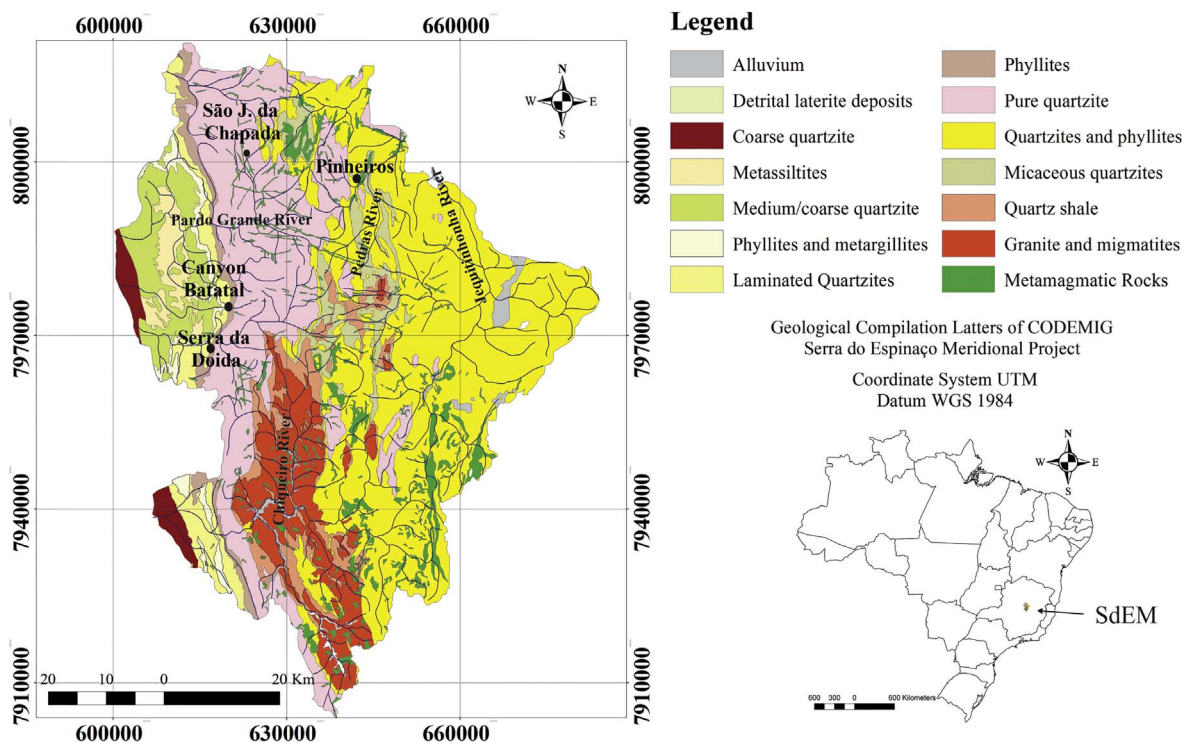 600000 630000 660000
8000000
7970000
7940000
7910000
São J. da
Chapada
Pinheiros
Pardo Grande River
Pedras River
Jequitinhonha River
Canyon
Batatal
Serra da
Doida
Chiqueiro River
N
W E
S
20 10 0 20 Km
8000000
7970000
7940000
7910000
600000 630000 660000
Legend
Alluvium
Detrital laterite deposits
Coarse quartzite
Metassiltites
Medium/coarse quartzite
Phyllites and metargillites
Laminated Quartzites
Phyllites
Pure quartzite
Quartzites and phyllites
Micaceous quartzites
Quartz shale
Granite and migmatites
Metamagmatic Rocks
Geological Compilation Latters of CODEMIG
Serra do Espinaço Meridional Project
Coordinate System UTM
Datum WGS 1984
N
W E
S
SdEM
600 300 0 600 Kilometers